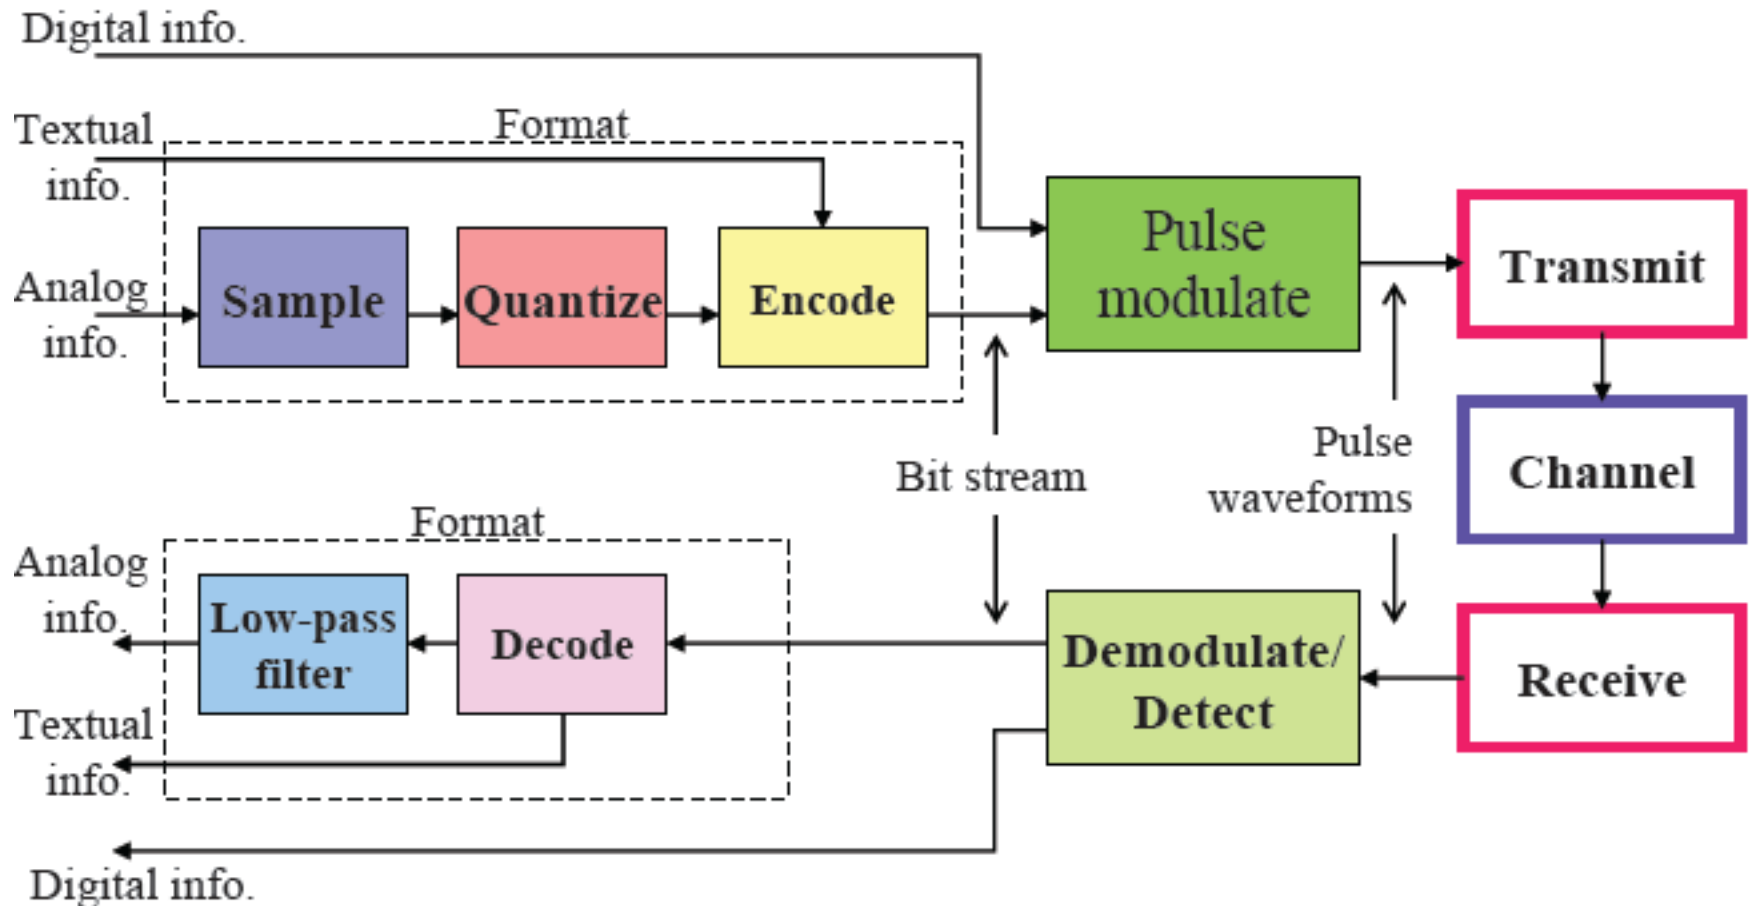 Digital info.
Textual
info.
Format
Analog
info.
Sample
Quantize
Encode
Pulse
modulate
Transmit
Bit stream
Pulse
waveforms
Channel
Format
Analog
info.
Low-pass
filter
Decode
Demodulate/
Detect
Receive
Textual
info.
Digital info.